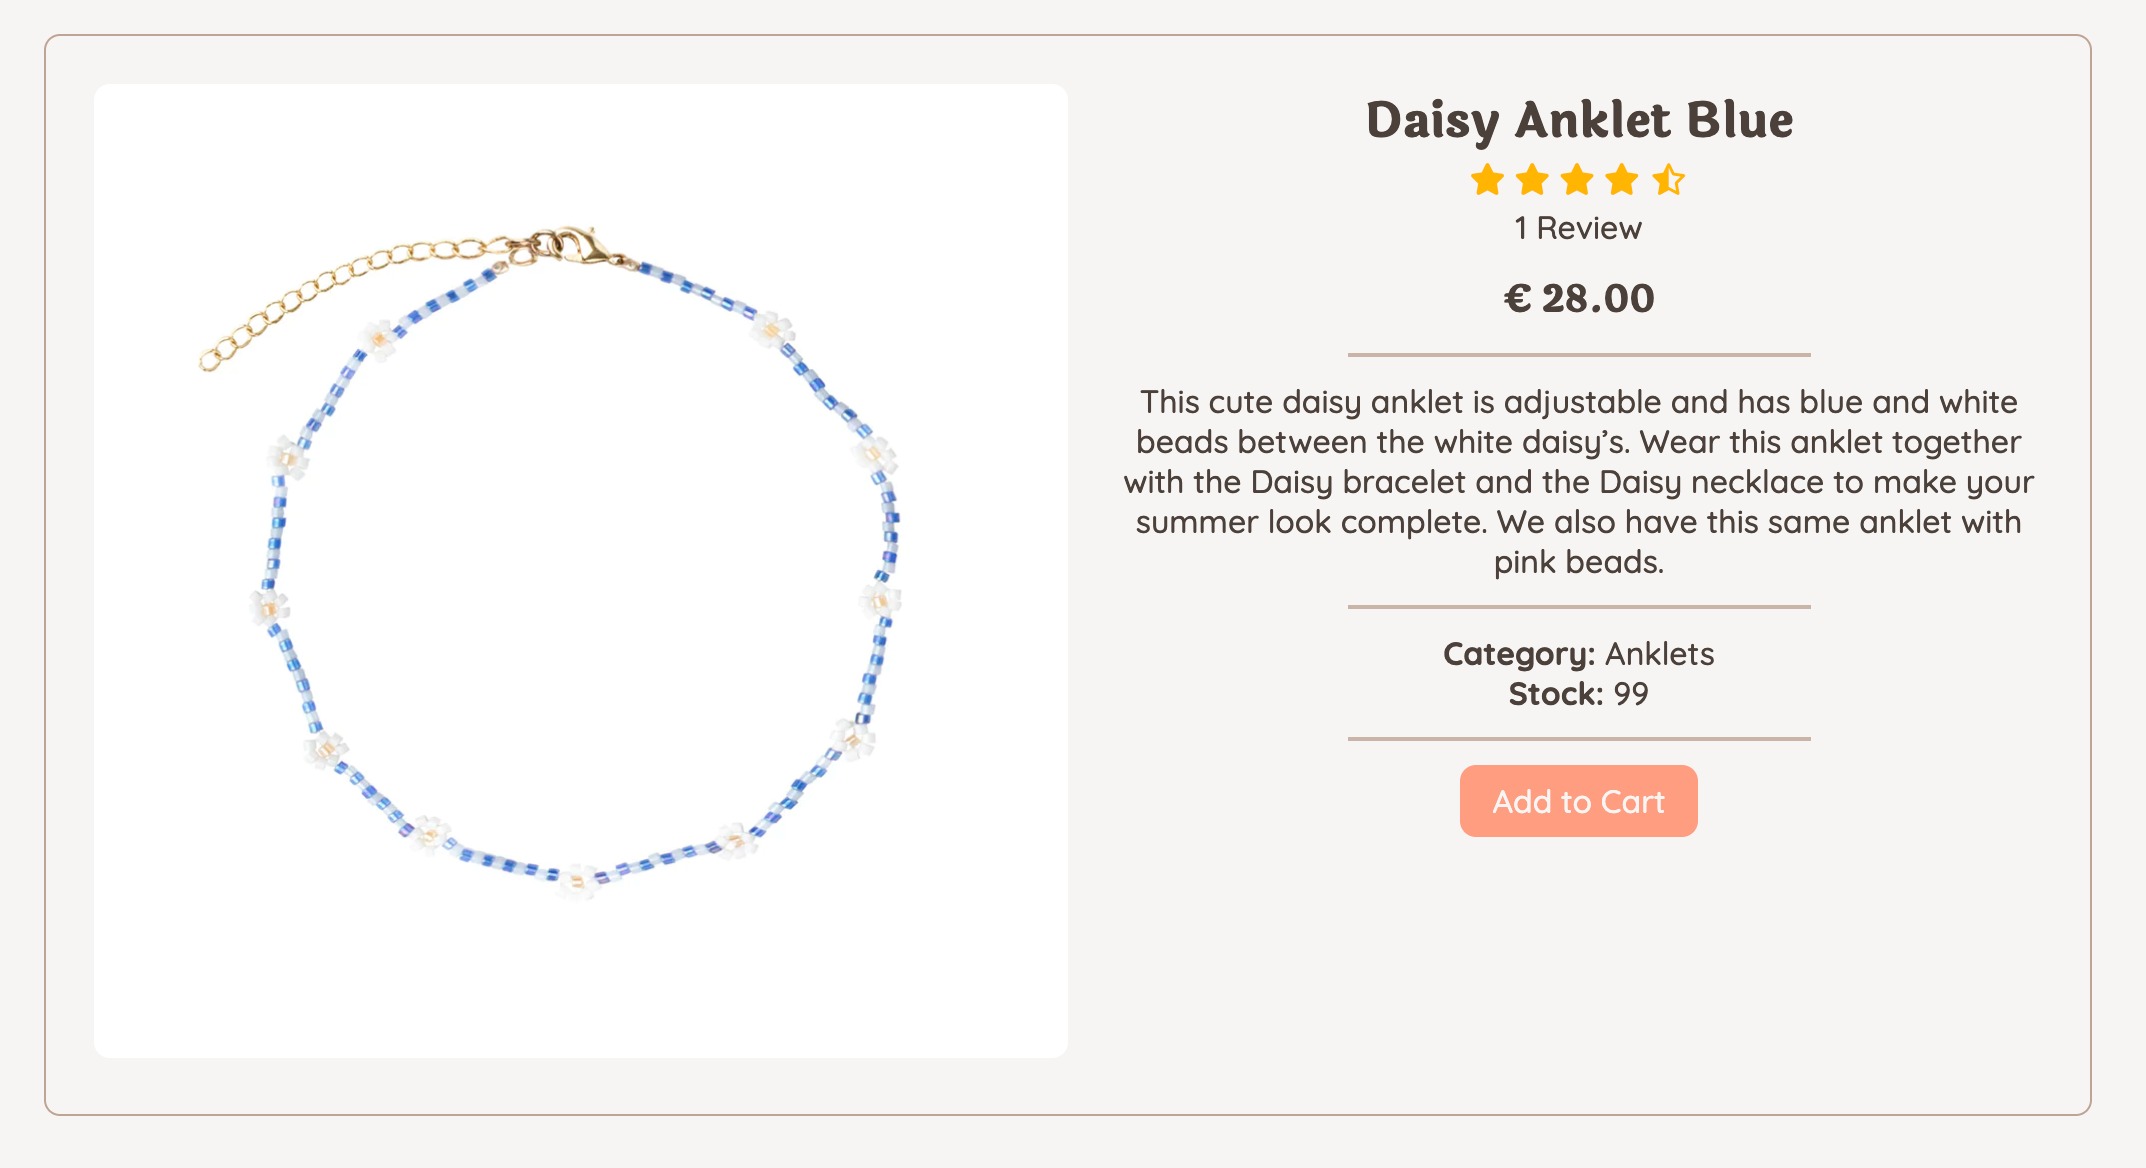 Daisy Anklet Blue
1 Review
€ 28.00
This cute daisy anklet is adjustable and has blue and white
beads between the white daisy’s. Wear this anklet together
with the Daisy bracelet and the Daisy necklace to make your
summer look complete. We also have this same anklet with
pink beads.
Category: Anklets
Stock: 99
Add to Cart